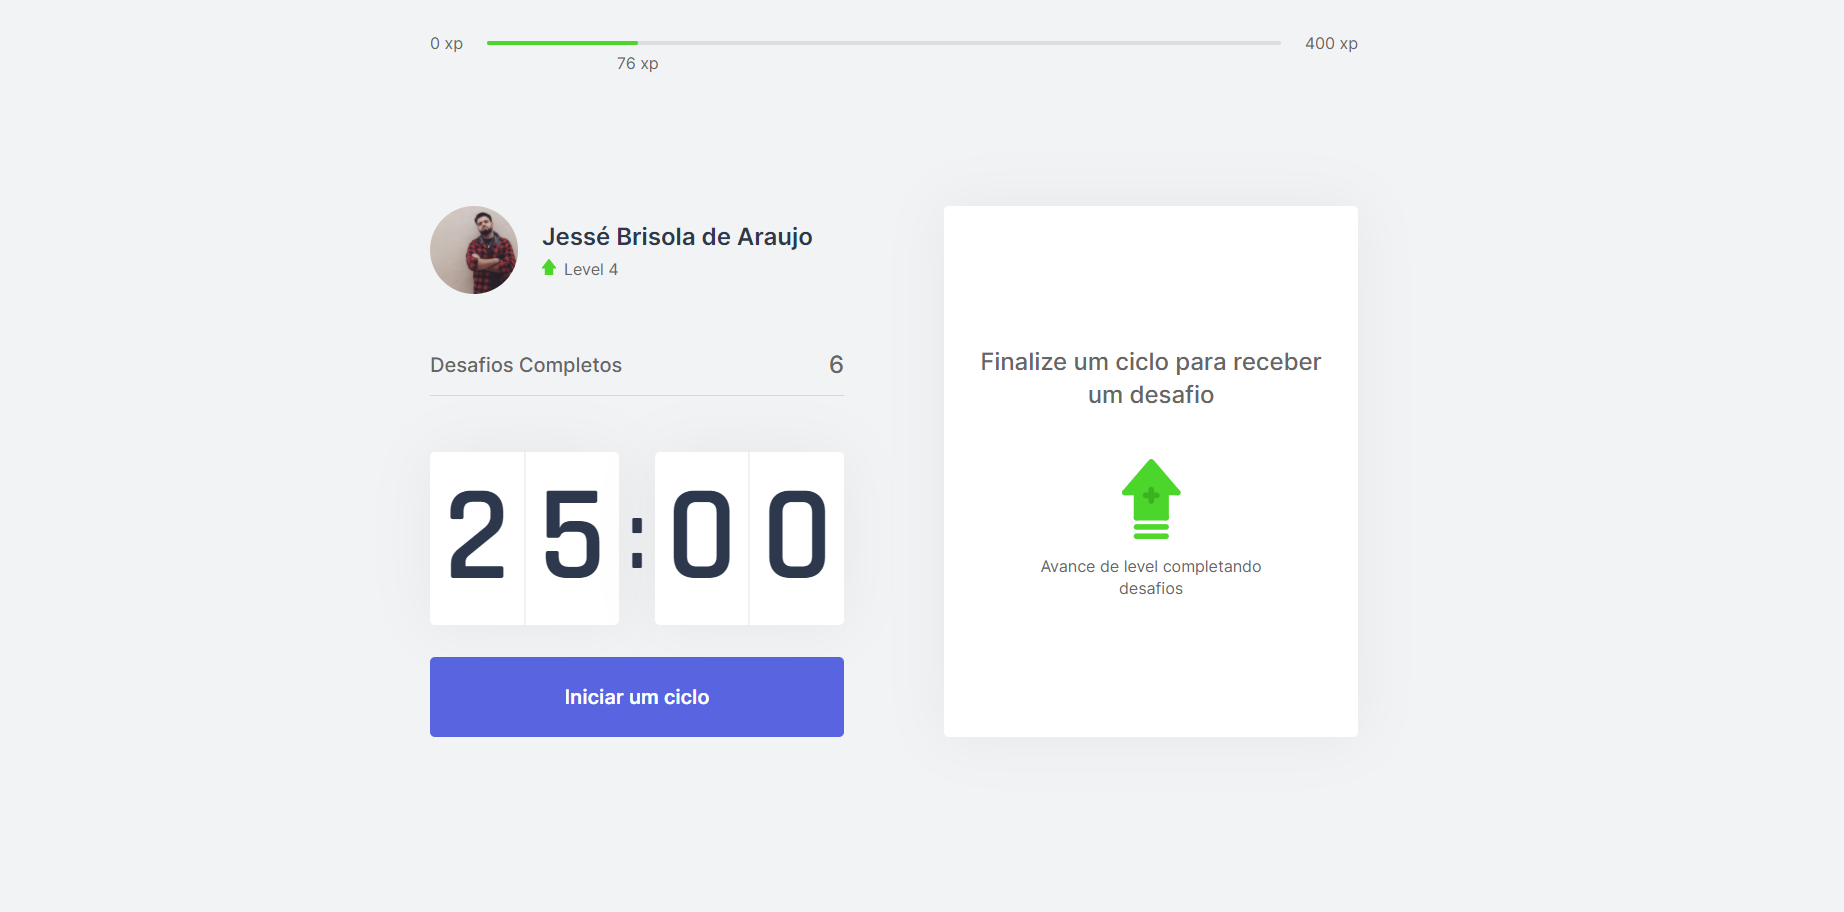 0 xp
400 xp
76 xp
Jessé Brisola de Araujo
Level 4
Desafios Completos
6
25:00
Iniciar um ciclo
Finalize um ciclo para receber
um desafio
Avance de level completando
desafios